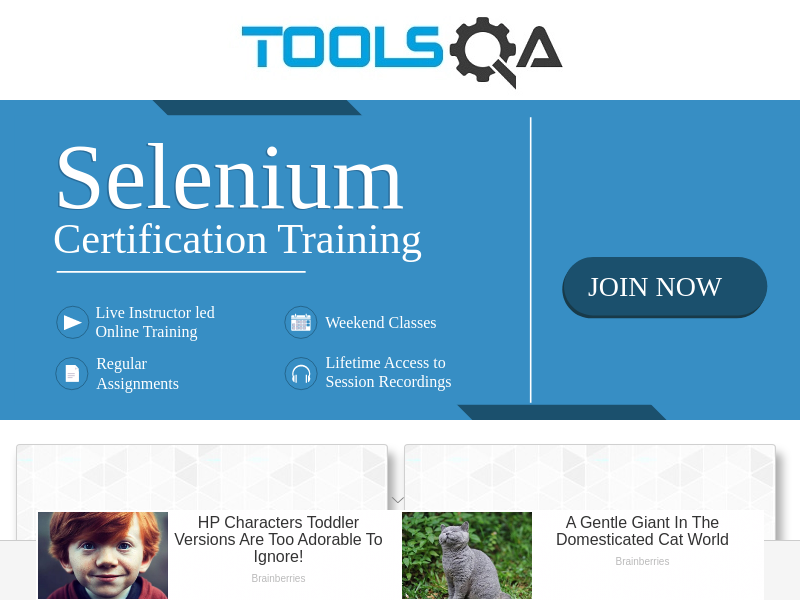 TOOLSQA
Selenium
Certification Training
JOIN NOW
Live Instructor led
Online Training
Weekend Classes
Regular
Assignments
Lifetime Access to
Session Recordings
HP Characters Toddler
Versions Are Too Adorable To
Ignore!
Brainberries
A Gentle Giant In The
Domesticated Cat World
Brainberries